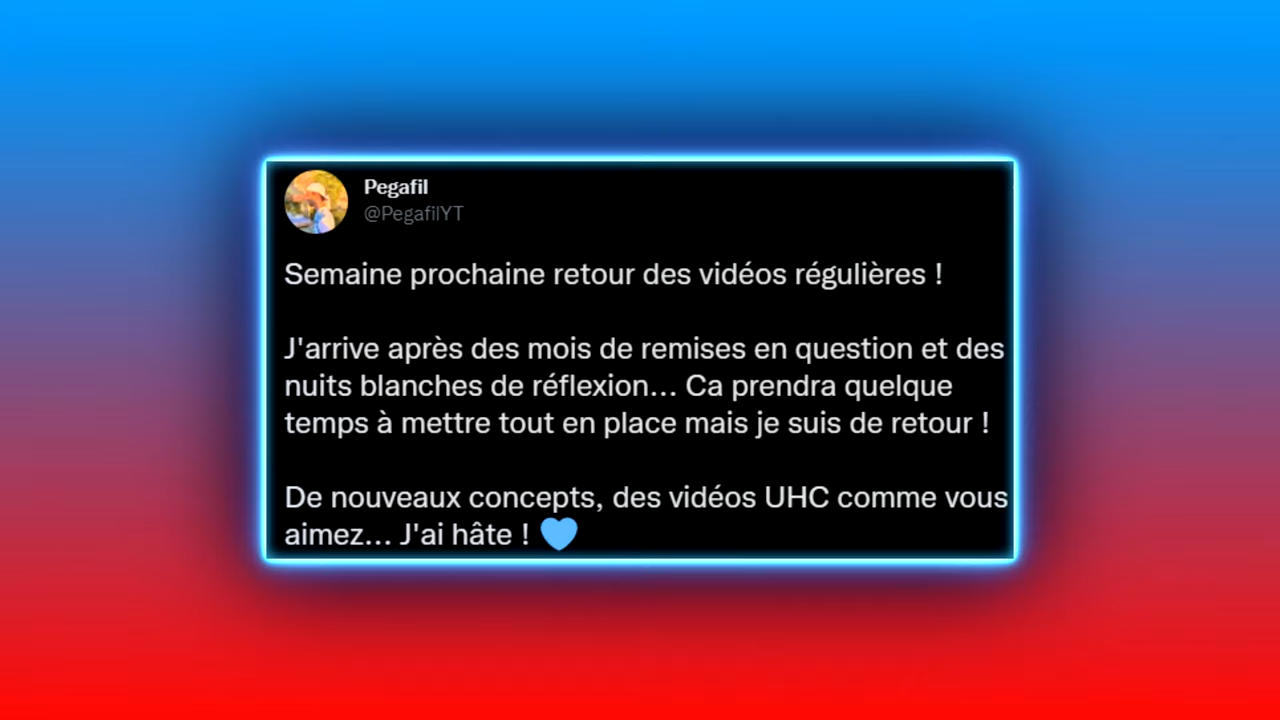 Pegafil
@PegafilYT
Semaine prochaine retour des vidéos régulières !
J'arrive après des mois de remises en question et des
nuits blanches de réflexion... Ca prendra quelque
temps à mettre tout en place mais je suis de retour !
De nouveaux concepts, des vidéos UHC comme vous
aimez... J'ai hâte ! 💙